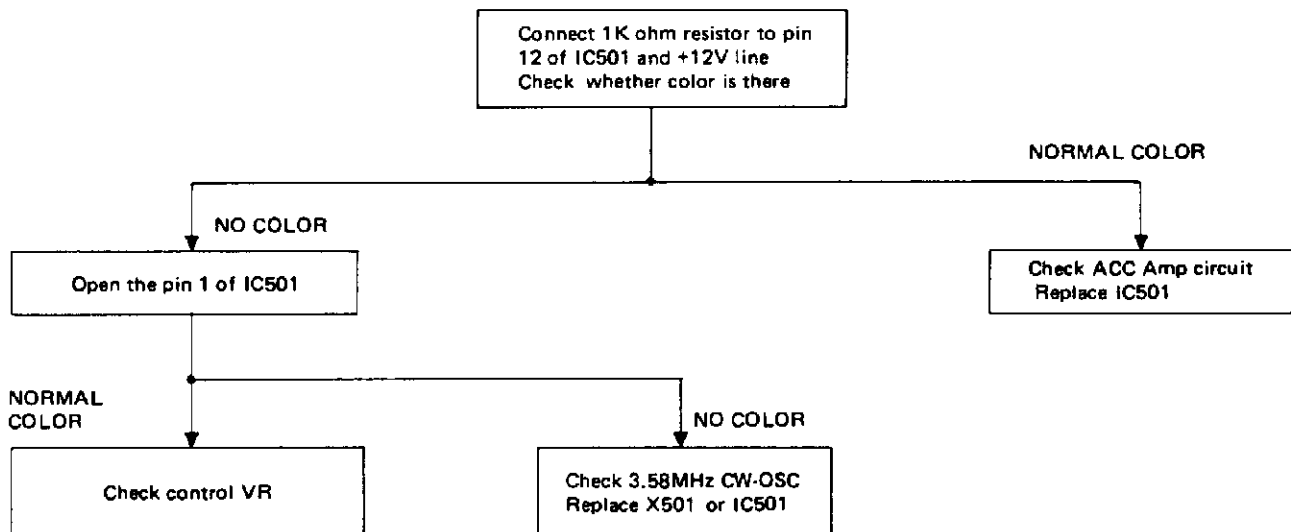 Connect 1K ohm resistor to pin
12 of IC501 and +12V line
Check whether color is there
NORMAL COLOR
NO COLOR
Open the pin 1 of IC501
Check ACC Amp circuit
Replace IC501
NORMAL
COLOR
NO COLOR
Check control VR
Check 3.58MHz CW-OSC
Replace X501 or IC501